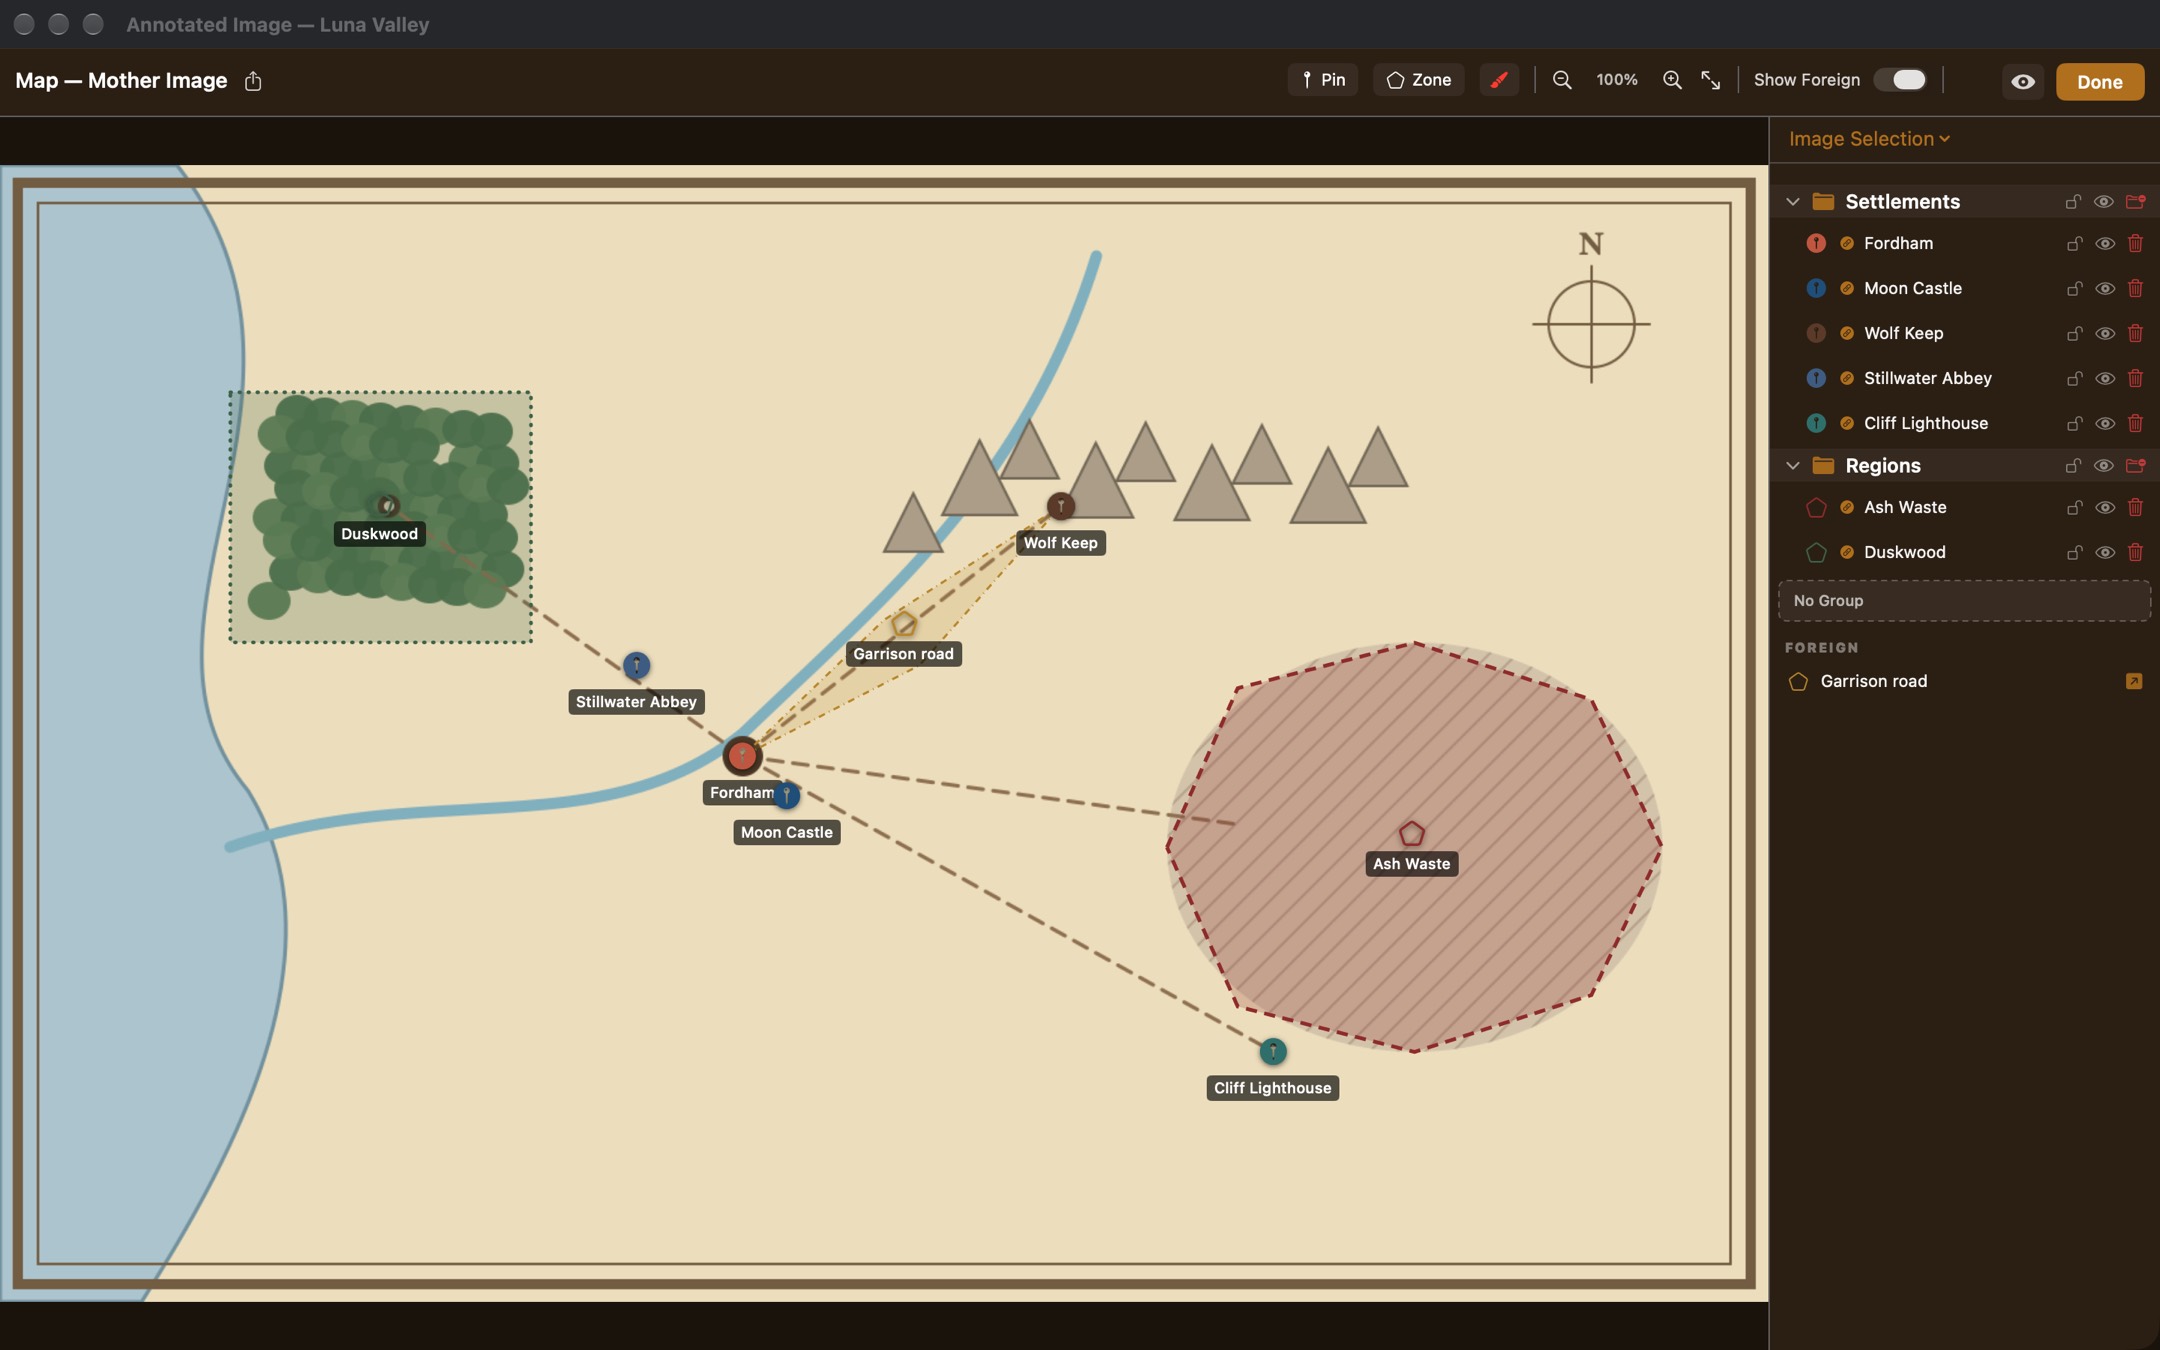 Annotated Image — Luna Valley
Map — Mother Image
Pin
Zone
100%
Show Foreign
Done
Image Selection
Settlements
Fordham
Moon Castle
Wolf Keep
Stillwater Abbey
Cliff Lighthouse
Regions
Ash Waste
Duskwood
No Group
FOREIGN
Garrison road
N
Duskwood
Wolf Keep
Garrison road
Stillwater Abbey
Fordham
Moon Castle
Ash Waste
Cliff Lighthouse